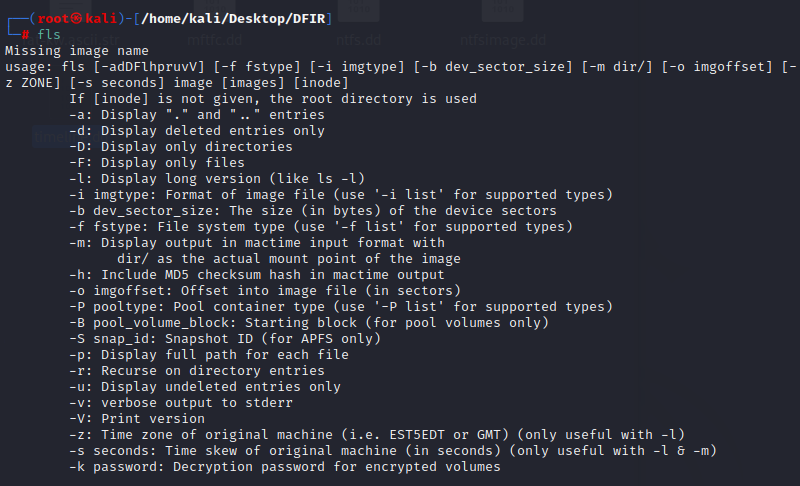 ┌──(root㉿kali)-[/home/kali/Desktop/DFIR]
└─# fls
Missing image name
usage: fls [-adDFlhpruvV] [-f fstype] [-i imgtype] [-b dev_sector_size] [-m dir/] [-o imgoffset] [-
z ZONE] [-s seconds] image [images] [inode]
        If [inode] is not given, the root directory is used
        -a: Display "." and ".." entries
        -d: Display deleted entries only
        -D: Display only directories
        -F: Display only files
        -l: Display long version (like ls -l)
        -i imgtype: Format of image file (use '-i list' for supported types)
        -b dev_sector_size: The size (in bytes) of the device sectors
        -f fstype: File system type (use '-f list' for supported types)
        -m: Display output in mactime input format with
              dir/ as the actual mount point of the image
        -h: Include MD5 checksum hash in mactime output
        -o imgoffset: Offset into image file (in sectors)
        -P pooltype: Pool container type (use '-P list' for supported types)
        -B pool_volume_block: Starting block (for pool volumes only)
        -S snap_id: Snapshot ID (for APFS only)
        -p: Display full path for each file
        -r: Recurse on directory entries
        -u: Display undeleted entries only
        -v: verbose output to stderr
        -V: Print version
        -z: Time zone of original machine (i.e. EST5EDT or GMT) (only useful with -l)
        -s seconds: Time skew of original machine (in seconds) (only useful with -l & -m)
        -k password: Decryption password for encrypted volumes